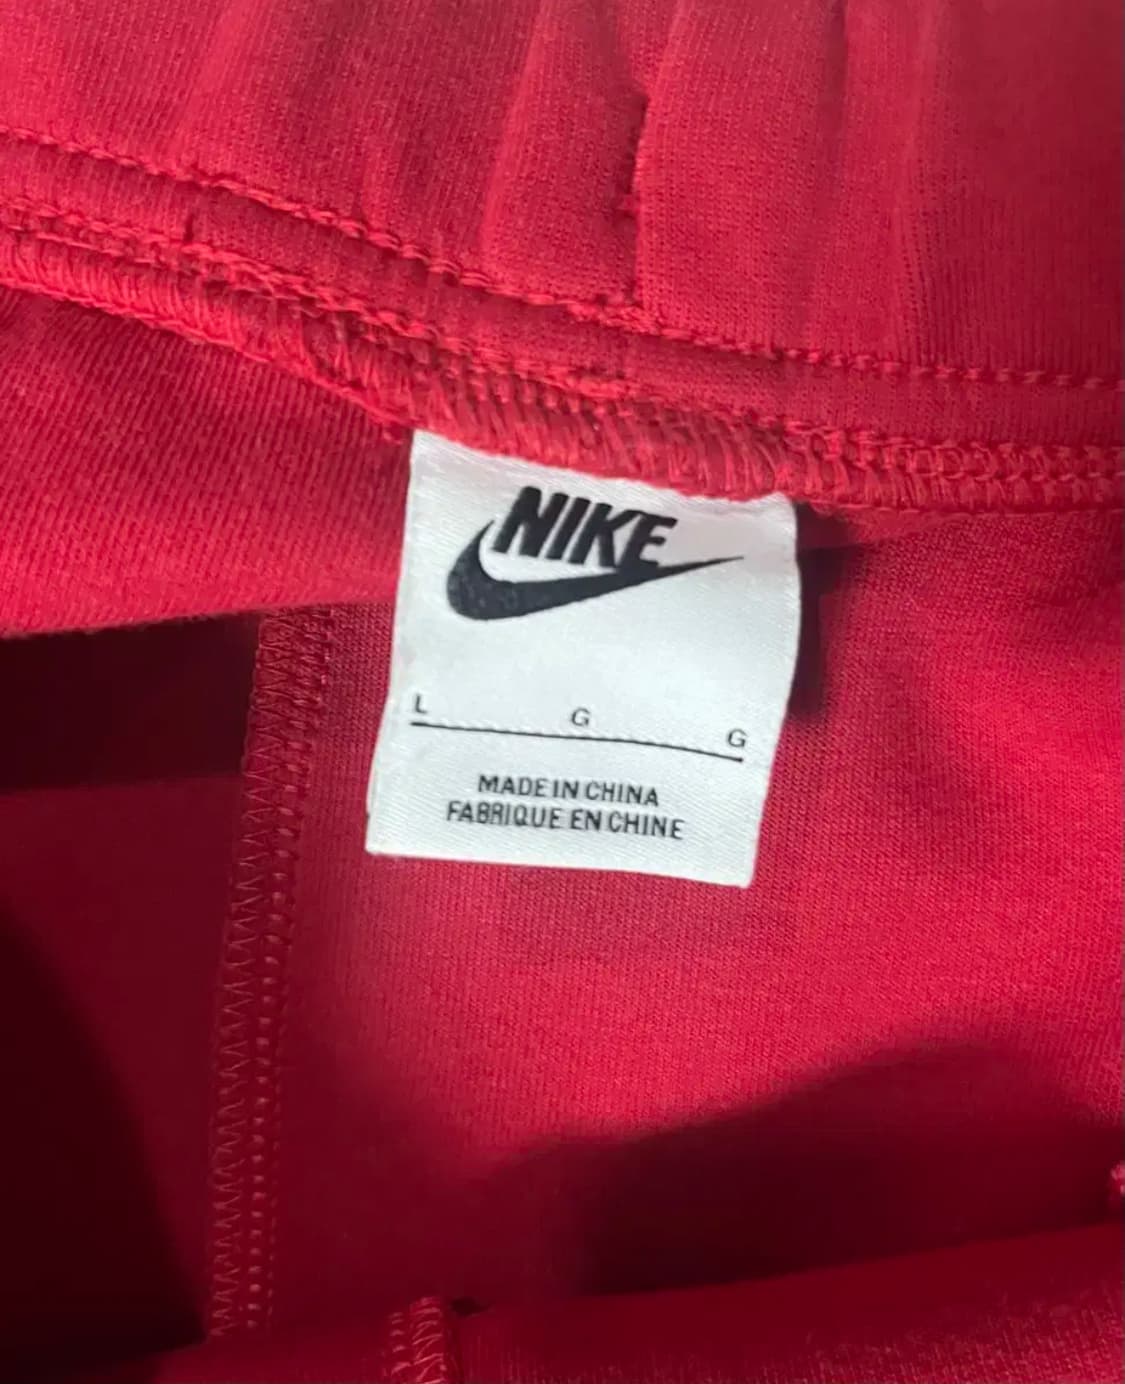 NIKE
L G G
MADE IN CHINA
FABRIQUE EN CHINE